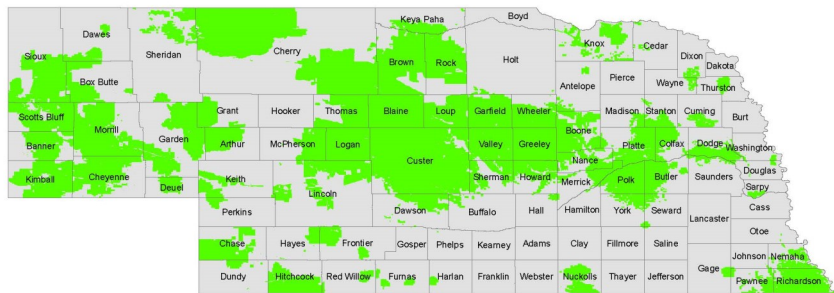 Boyd
Keya Paha
Dawes
Cherry
Knox
Cedar
Sioux
Sheridan
Brown
Rock
Holt
Dixon
Dakota
Box Butte
Antelope
Pierce
Wayne
Thurston
Scotts Bluff
Grant
Hooker
Thomas
Blaine
Loup
Garfield
Wheeler
Madison
Stanton
Cuming
Burt
Morrill
Boone
Banner
Garden
Arthur
McPherson
Logan
Valley
Greeley
Platte
Colfax
Dodge
Washington
Custer
Nance
Kimball
Cheyenne
Deuel
Keith
Sherman
Howard
Merrick
Polk
Butler
Saunders
Douglas
Sarpy
Lincoln
Perkins
Dawson
Buffalo
Hall
Hamilton
York
Seward
Lancaster
Cass
Otoe
Chase
Hayes
Frontier
Gosper
Phelps
Kearney
Adams
Clay
Fillmore
Saline
Johnson
Nemaha
Dundy
Hitchcock
Red Willow
Furnas
Harlan
Franklin
Webster
Nuckolls
Thayer
Jefferson
Gage
Pawnee
Richardson